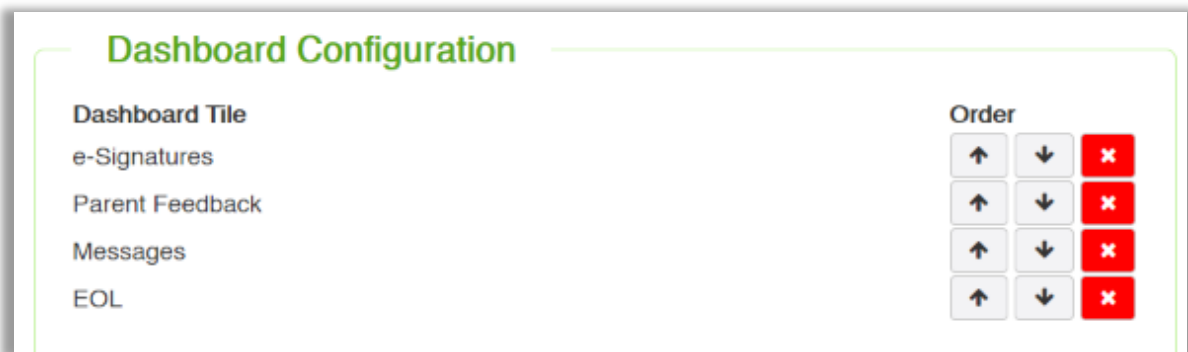 Dashboard Configuration
Dashboard Tile Order
e-Signatures
Parent Feedback
Messages
EOL